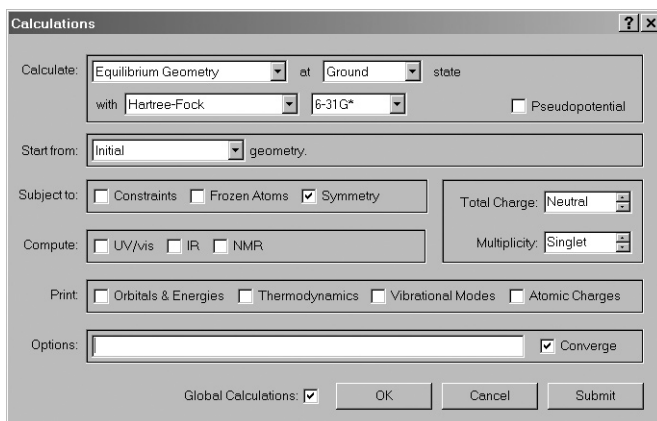 Calculations
Calculate: Equilibrium Geometry at Ground state
with Hartree-Fock 6-31G* Pseudopotential
Start from: Initial geometry.
Subject to: Constraints Frozen Atoms Symmetry
Total Charge: Neutral
Compute: UV/vis IR NMR
Multiplicity: Singlet
Print: Orbitals & Energies Thermodynamics Vibrational Modes Atomic Charges
Options: Converge
Global Calculations: OK Cancel Submit